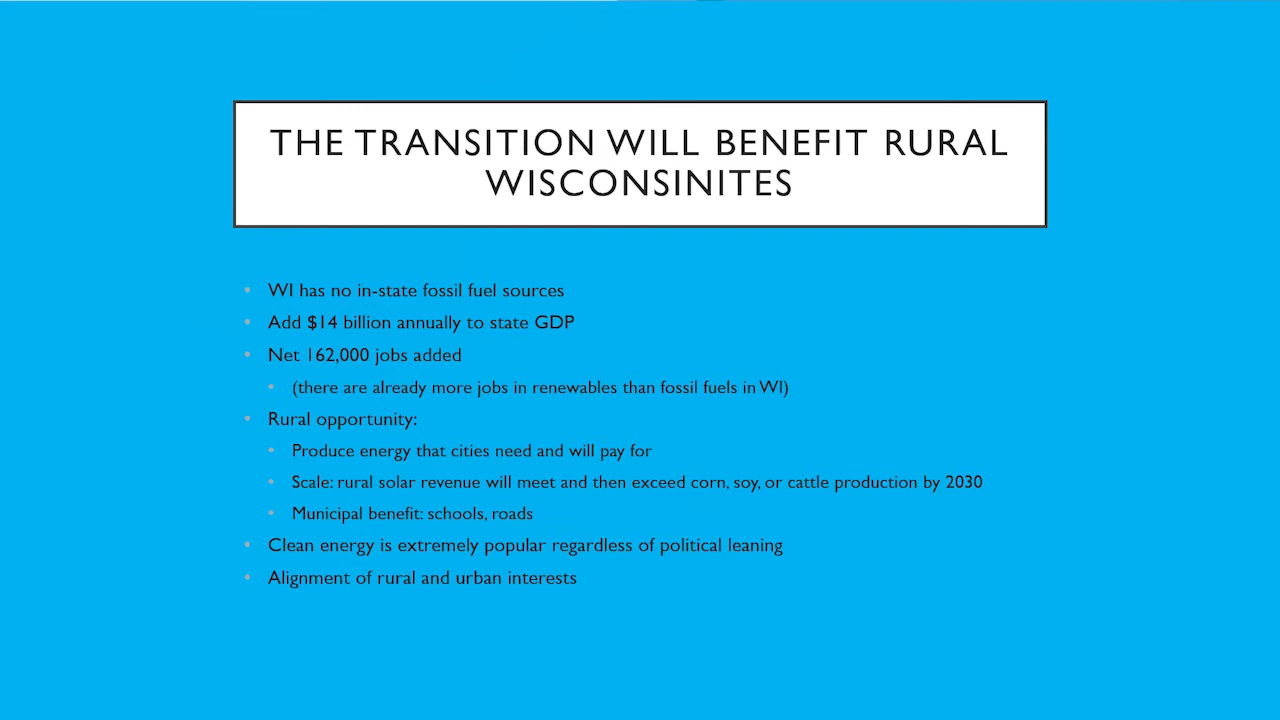 THE TRANSITION WILL BENEFIT RURAL
WISCONSINITES
• WI has no in-state fossil fuel sources
• Add $14 billion annually to state GDP
• Net 162,000 jobs added
• (there are already more jobs in renewables than fossil fuels in WI)
• Rural opportunity:
• Produce energy that cities need and will pay for
• Scale: rural solar revenue will meet and then exceed corn, soy, or cattle production by 2030
• Municipal benefit: schools, roads
• Clean energy is extremely popular regardless of political leaning
• Alignment of rural and urban interests